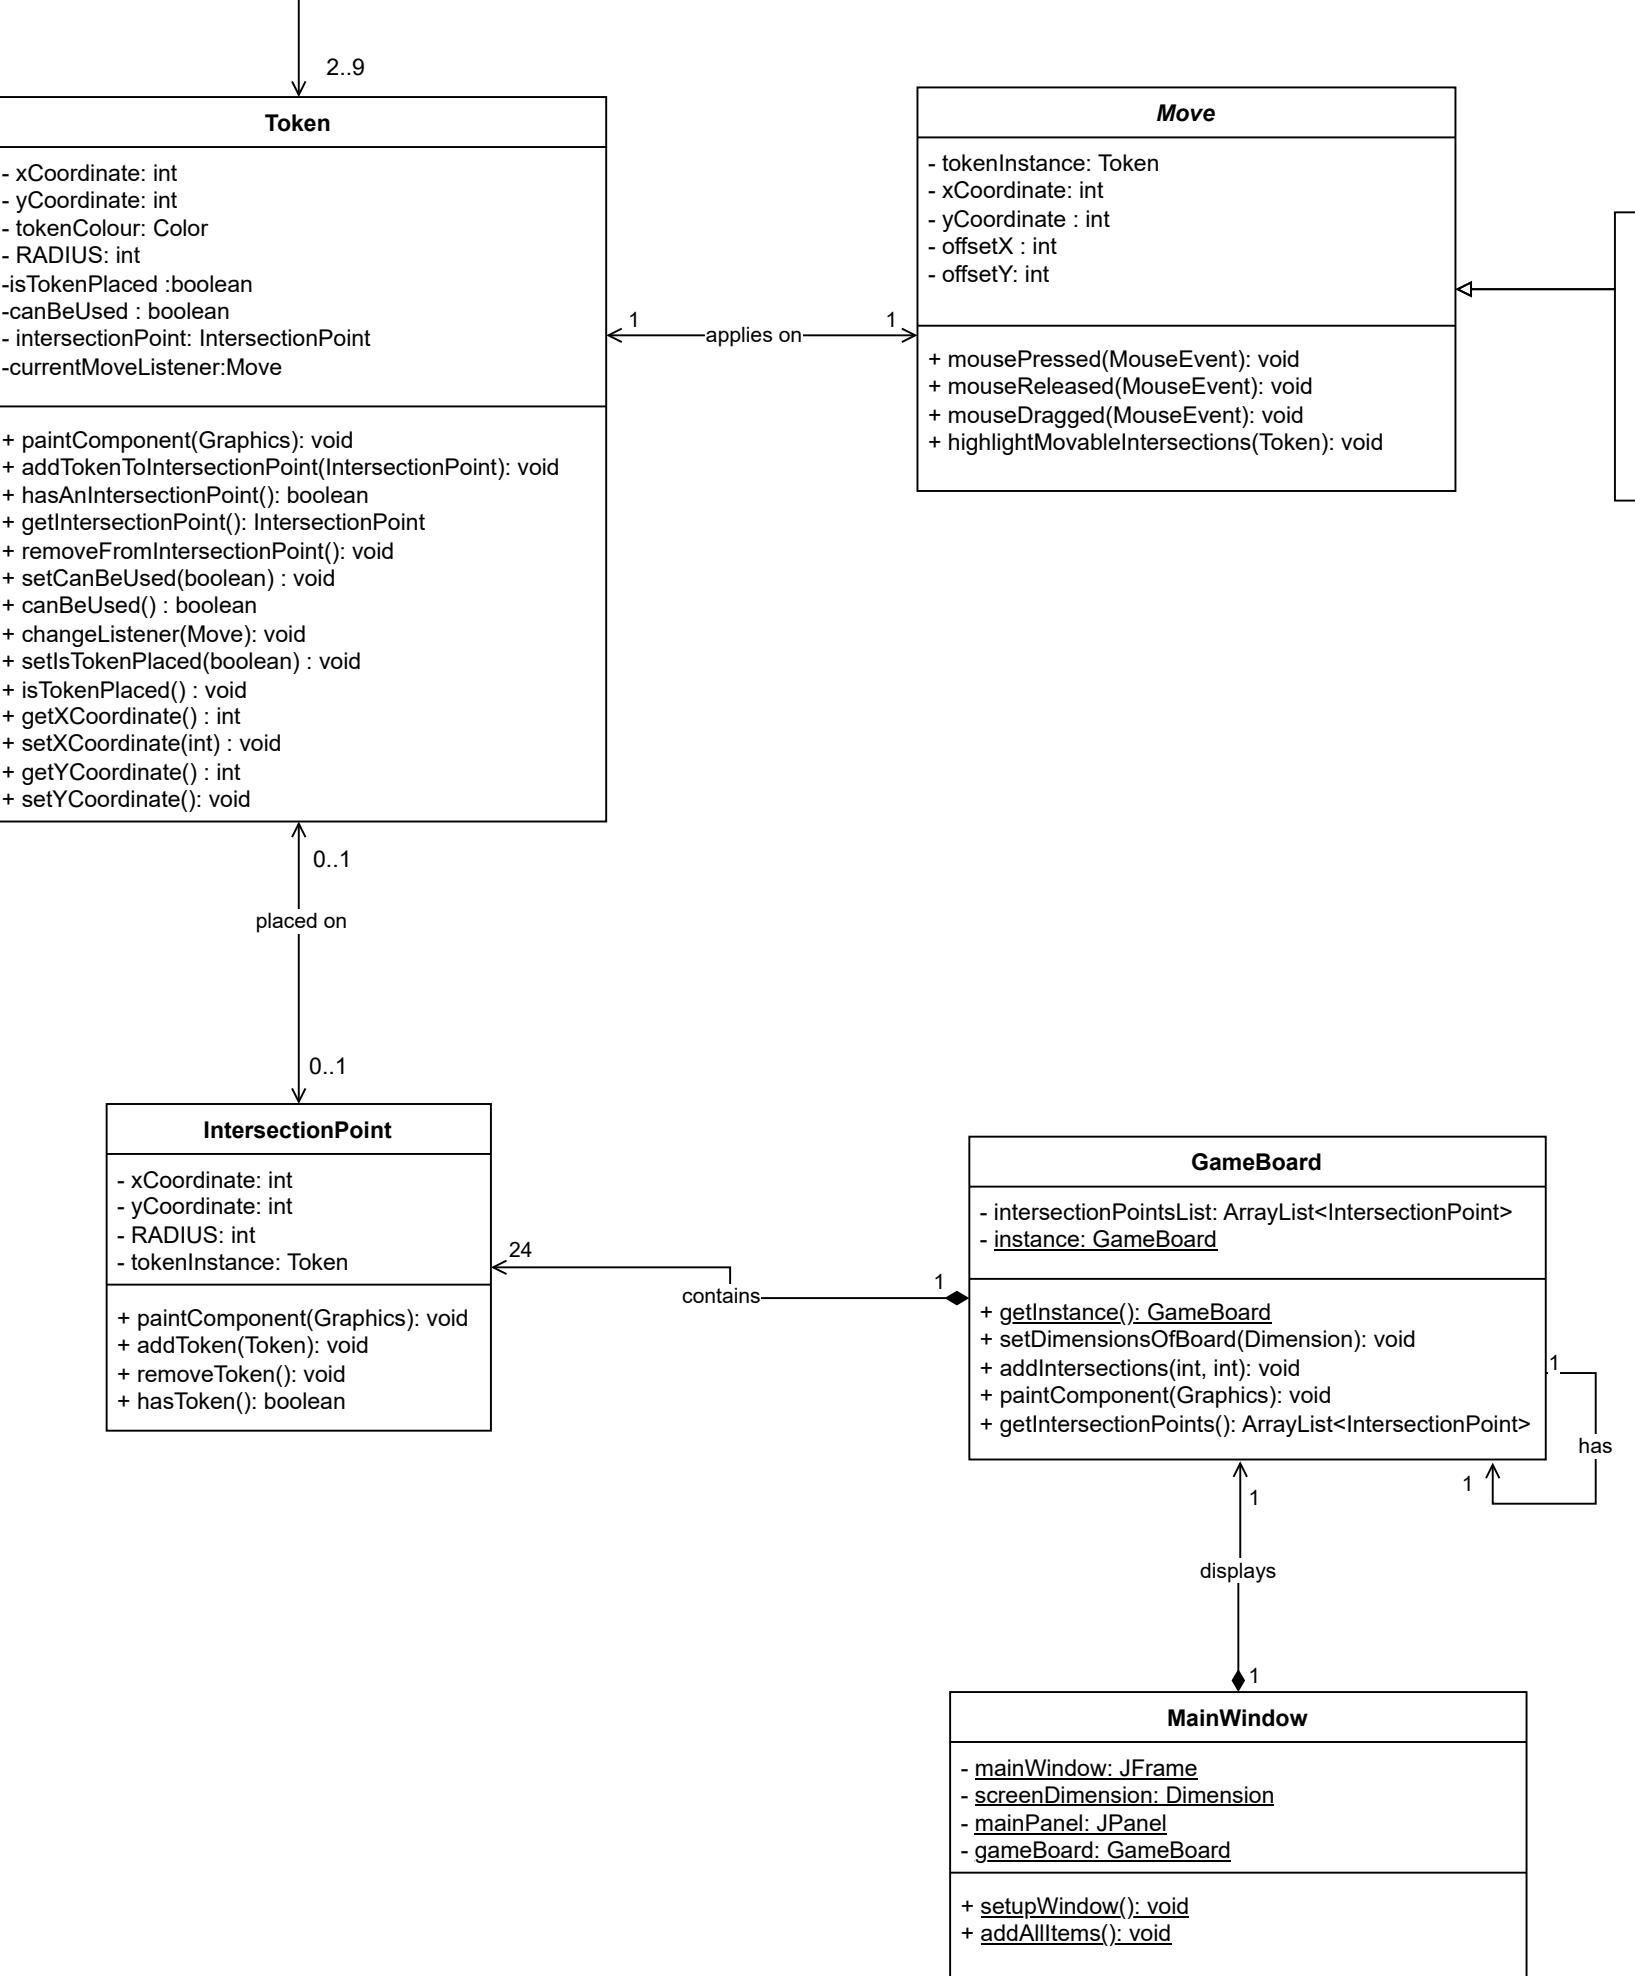 2..9
Token
- xCoordinate: int
- yCoordinate: int
- tokenColour: Color
- RADIUS: int
-isTokenPlaced :boolean
-canBeUsed : boolean
- intersectionPoint: IntersectionPoint
-currentMoveListener:Move
+ paintComponent(Graphics): void
+ addTokenToIntersectionPoint(IntersectionPoint): void
+ hasAnIntersectionPoint(): boolean
+ getIntersectionPoint(): IntersectionPoint
+ removeFromIntersectionPoint(): void
+ setCanBeUsed(boolean) : void
+ canBeUsed() : boolean
+ changeListener(Move): void
+ setIsTokenPlaced(boolean) : void
+ isTokenPlaced() : void
+ getXCoordinate() : int
+ setXCoordinate(int) : void
+ getYCoordinate() : int
+ setYCoordinate(): void
1
applies on
1
Move
- tokenInstance: Token
- xCoordinate: int
- yCoordinate : int
- offsetX : int
- offsetY: int
+ mousePressed(MouseEvent): void
+ mouseReleased(MouseEvent): void
+ mouseDragged(MouseEvent): void
+ highlightMovableIntersections(Token): void
0..1
placed on
0..1
IntersectionPoint
- xCoordinate: int
- yCoordinate: int
- RADIUS: int
- tokenInstance: Token
+ paintComponent(Graphics): void
+ addToken(Token): void
+ removeToken(): void
+ hasToken(): boolean
24
contains
1
GameBoard
- intersectionPointsList: ArrayList<IntersectionPoint>
- instance: GameBoard
+ getInstance(): GameBoard
+ setDimensionsOfBoard(Dimension): void
+ addIntersections(int, int): void
+ paintComponent(Graphics): void
+ getIntersectionPoints(): ArrayList<IntersectionPoint>
1
has
1
1
displays
1
MainWindow
- mainWindow: JFrame
- screenDimension: Dimension
- mainPanel: JPanel
- gameBoard: GameBoard
+ setupWindow(): void
+ addAllItems(): void